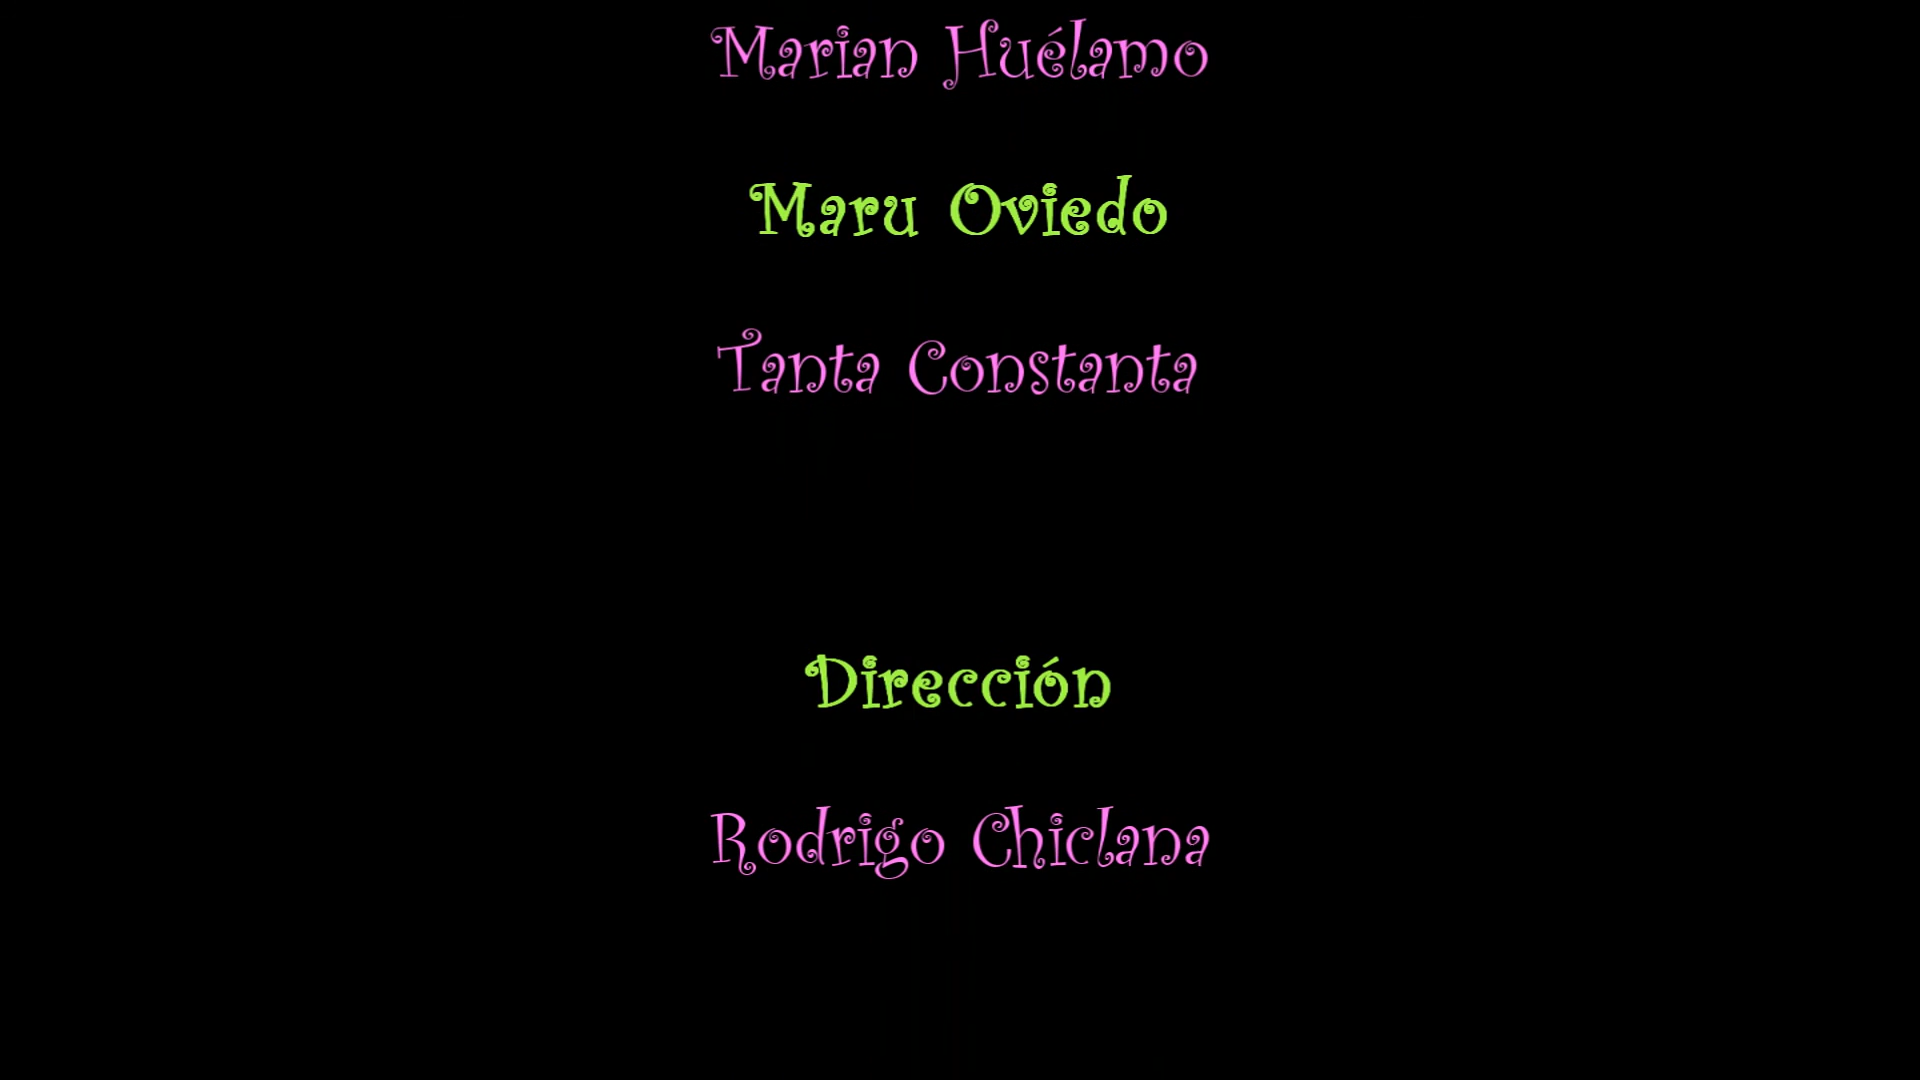 Marian Huélamo
Maru Oviedo
Tanta Constanta
Dirección
Rodrigo Chiclana